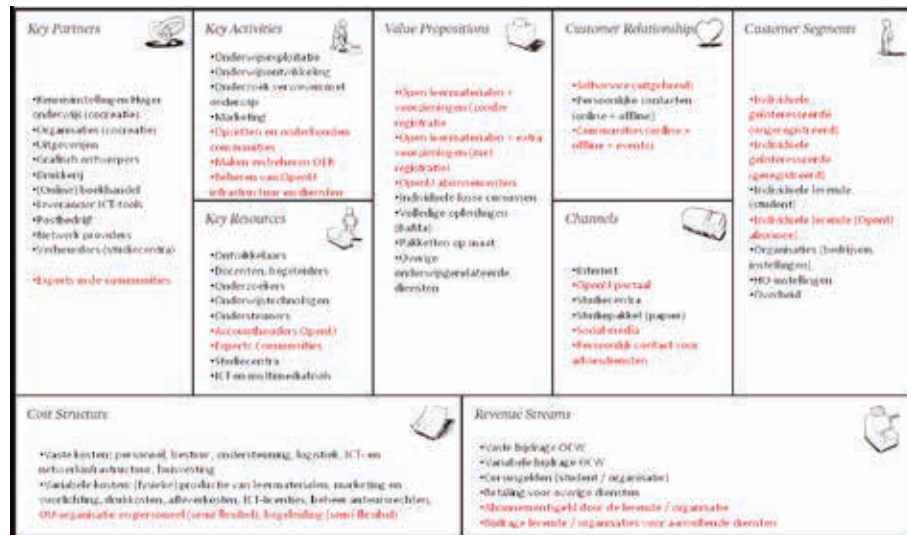 Key Partners
•Kennisinstellingen Hoger
onderwijs (cocreatie)
•Organisaties (cocreatie)
•Uitgeverijen
•Grafisch ontwerpers
•Drukkerij
•(Online) boekhandel
•Leverancier ICT-tools
•Postbedrijf
•Netwerk providers
•Verhuurders (studiecentra)
•Experts in de communities
Key Activities
•Onderwijsexploitatie
•Onderwijsontwikkeling
•Onderzoek verweven met
onderwijs
•Marketing
•Opzetten en onderhouden
communities
•Maken en beheren OER
•Beheren van OpenU
infrastructuur en diensten
Key Resources
•Ontwikkelaars
•Docenten, begeleiders
•Onderzoekers
•Onderwijstechnologen
•Ondersteuners
•Accounthouders OpenU
•Experts Communities
•Studiecentra
•ICT en multimediatools
Value Propositions
•Open leermaterialen +
voorzieningen (zonder
registratie
•Open leermaterialen + extra
voorzieningen (met
registratie)
•OpenU abonnementen
•Individuele losse cursussen
•Volledige opleidingen
(BaMa)
•Pakketten op maat
•Overige
onderwijsgerelateerde
diensten
Customer Relationships
•Selfservice (uitgebreid)
•Persoonlijke contacten
(online + offline)
•Communities (online +
offline + events)
Channels
•Internet
•OpenU portaal
•Studiecentra
•Studiepakket (papier)
•Social media
•Persoonlijk contact voor
adviesdiensten
Customer Segments
•Individuele
geïnteresseerde
(ongeregistreerd)
•Individuele
geïnteresseerde
(geregistreerd)
•Individuele lerende
(student)
•Individuele lerende (OpenU
abonnee)
•Organisaties (bedrijven,
instellingen)
•HO-instellingen
•Overheid
Cost Structure
•Vaste kosten: personeel, bestuur, ondersteuning, logistiek, ICT- en
netwerkinfrastructuur, huisvesting
•Variabele kosten: (fysieke) productie van leermaterialen, marketing en
voorlichting, drukkosten, afleverkosten, ICT-licenties, beheer auteursrechten,
OU-organisatie en personeel (semi flexibel), begeleiding (semi flexibel)
Revenue Streams
•Vaste bijdrage OCW
•Variabele bijdrage OCW
•Cursusgelden (student / organisatie)
•Betaling voor overige diensten
•Abonnementsgeld door de lerende / organisatie
•Bijdrage lerende / organisaties voor aanvullende diensten